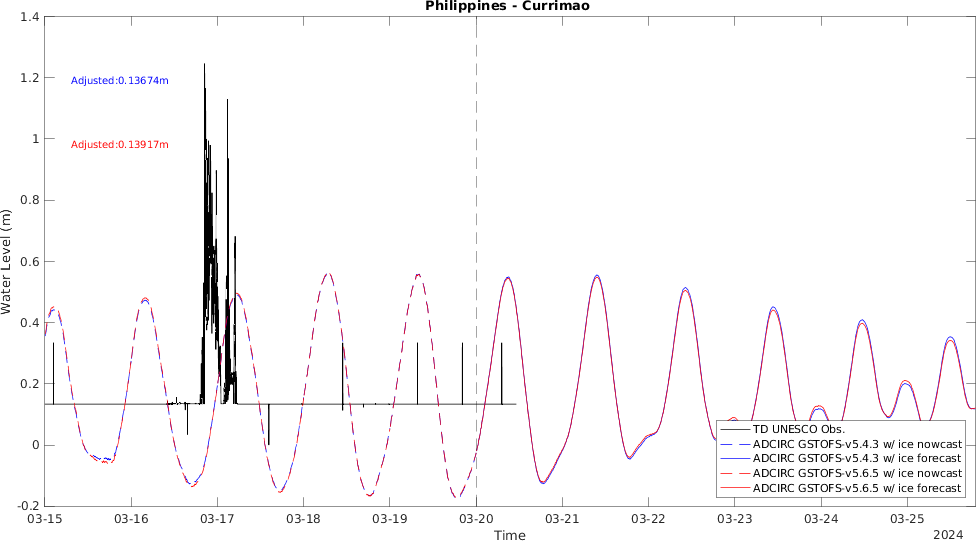 Philippines - Currimao
1.4
1.2
1
0.8
0.6
0.4
0.2
0
-0.2
Water Level (m)
Adjusted:0.13674m
Adjusted:0.13917m
TD UNESCO Obs.
ADCIRC GSTOFS-v5.4.3 w/ ice nowcast
ADCIRC GSTOFS-v5.4.3 w/ ice forecast
ADCIRC GSTOFS-v5.6.5 w/ ice nowcast
ADCIRC GSTOFS-v5.6.5 w/ ice forecast
03-15 03-16 03-17 03-18 03-19 03-20 03-21 03-22 03-23 03-24 03-25
Time
2024